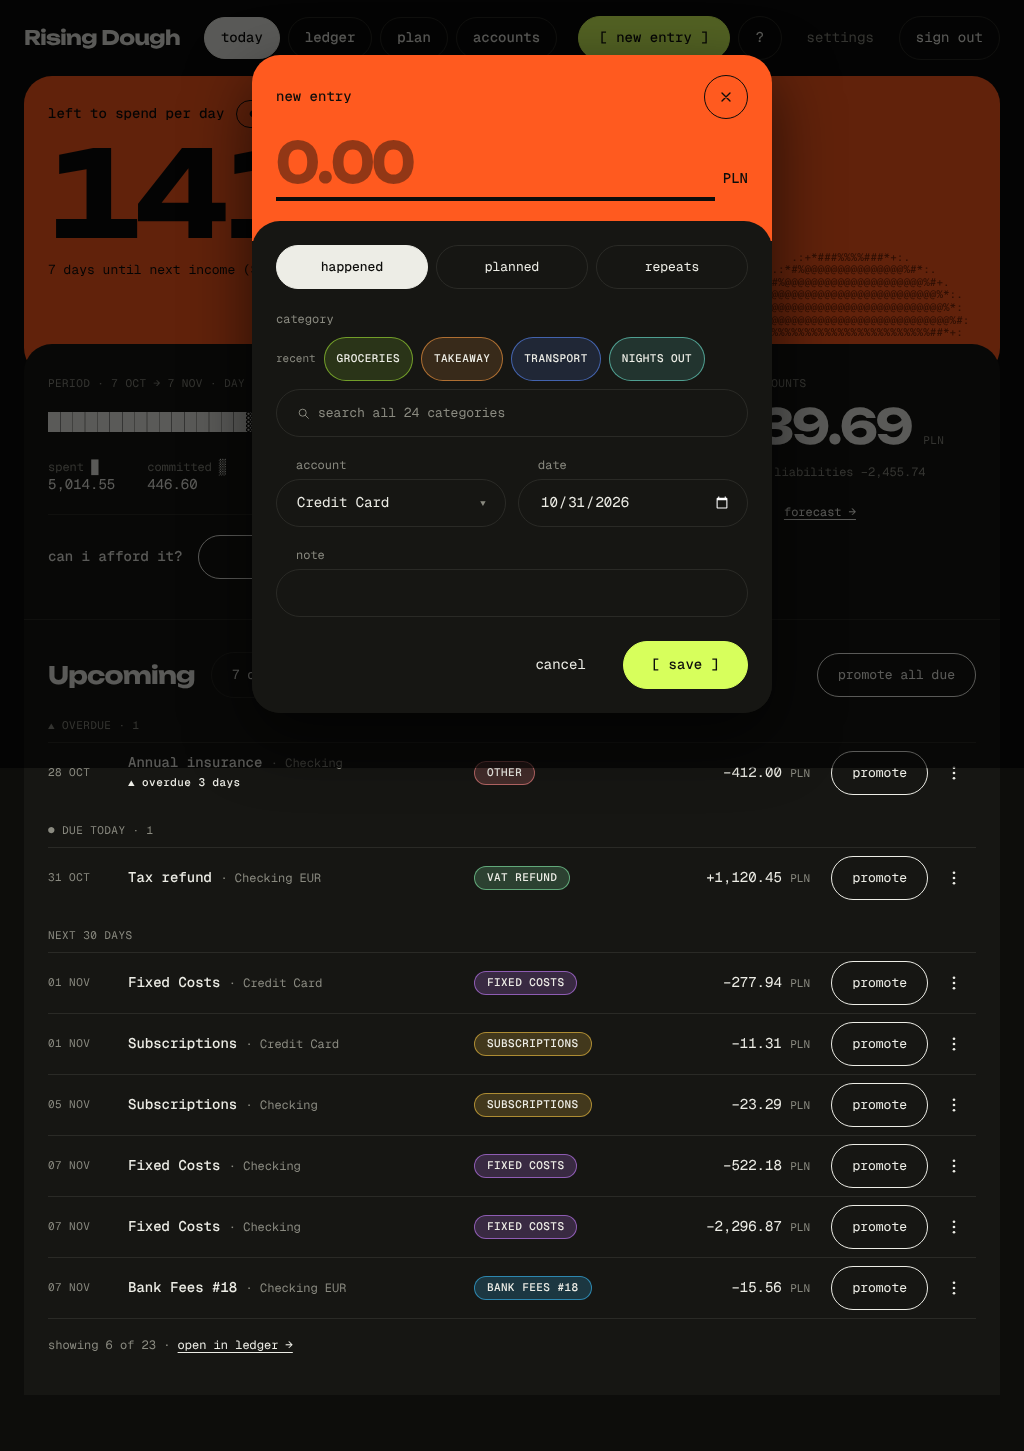 Rising Dough today ledger plan accounts [ new entry ] ? settings sign out
left to spend per day
7 days until next income (
new entry
0.00 PLN
happened planned repeats
category
recent GROCERIES TAKEAWAY TRANSPORT NIGHTS OUT
search all 24 categories
account date
Credit Card 10/31/2026
note
cancel [ save ]
PERIOD · 7 OCT → 7 NOV · DAY
spent committed
5,014.55 446.60
can i afford it?
39.69 PLN
liabilities −2,455.74
forecast →
Upcoming promote all due
▲ OVERDUE · 1
28 OCT Annual insurance · Checking OTHER −412.00 PLN promote
▲ overdue 3 days
● DUE TODAY · 1
31 OCT Tax refund · Checking EUR VAT REFUND +1,120.45 PLN promote
NEXT 30 DAYS
01 NOV Fixed Costs · Credit Card FIXED COSTS −277.94 PLN promote
01 NOV Subscriptions · Credit Card SUBSCRIPTIONS −11.31 PLN promote
05 NOV Subscriptions · Checking SUBSCRIPTIONS −23.29 PLN promote
07 NOV Fixed Costs · Checking FIXED COSTS −522.18 PLN promote
07 NOV Fixed Costs · Checking FIXED COSTS −2,296.87 PLN promote
07 NOV Bank Fees #18 · Checking EUR BANK FEES #18 −15.56 PLN promote
showing 6 of 23 · open in ledger →